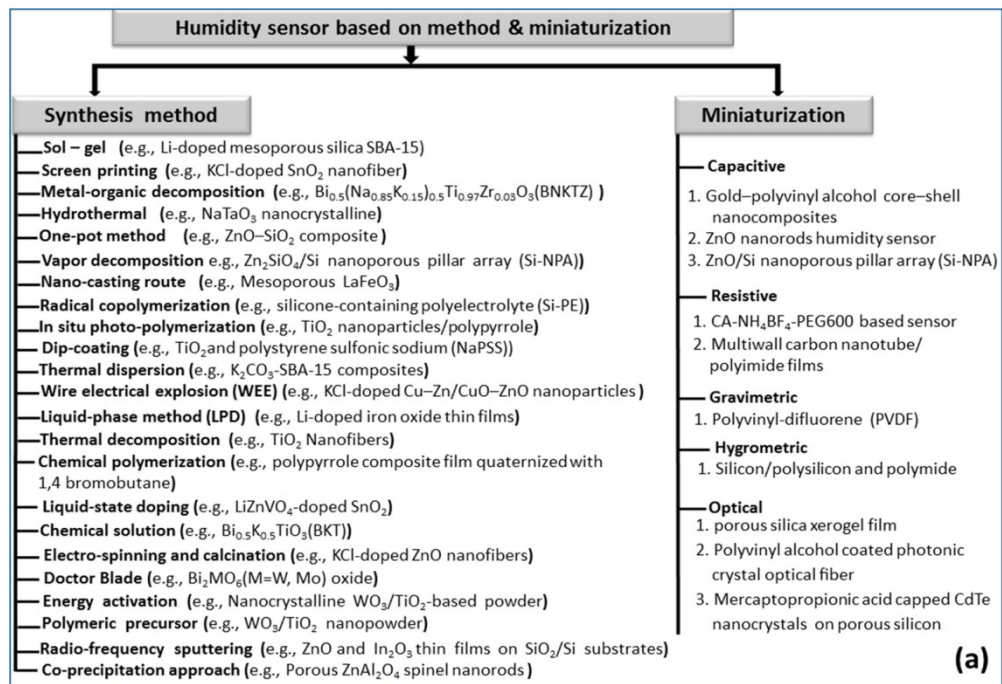 Humidity sensor based on method & miniaturization
Synthesis method
Sol – gel (e.g., Li-doped mesoporous silica SBA-15)
Screen printing (e.g., KCl-doped SnO₂ nanofiber)
Metal-organic decomposition (e.g., Bi₀.₅(Na₀.₈₅K₀.₁₅)₀.₅Ti₀.₉₇Zr₀.₀₃O₃(BNKTZ) )
Hydrothermal (e.g., NaTaO₃ nanocrystalline)
One-pot method (e.g., ZnO–SiO₂ composite)
Vapor decomposition e.g., Zn₂SiO₄/Si nanoporous pillar array (Si-NPA))
Nano-casting route (e.g., Mesoporous LaFeO₃)
Radical copolymerization (e.g., silicone-containing polyelectrolyte (Si-PE)
In situ photo-polymerization (e.g., TiO₂ nanoparticles/polypyrrole)
Dip-coating (e.g., TiO₂and polystyrene sulfonic sodium (NaPSS))
Thermal dispersion (e.g., K₂CO₃-SBA-15 composites)
Wire electrical explosion (WEE) (e.g., KCl-doped Cu–Zn/CuO–ZnO nanoparticles)
Liquid-phase method (LPD) (e.g., Li-doped iron oxide thin films)
Thermal decomposition (e.g., TiO₂ Nanofibers)
Chemical polymerization (e.g., polypyrrole composite film quaternized with
1,4 bromobutane)
Liquid-state doping (e.g., LiZnVO₄-doped SnO₂)
Chemical solution (e.g., Bi₀.₅K₀.₅TiO₃(BKT))
Electro-spinning and calcination (e.g., KCl-doped ZnO nanofibers)
Doctor Blade (e.g., Bi₂MO₆(M=W, Mo) oxide)
Energy activation (e.g., Nanocrystalline WO₃/TiO₂-based powder)
Polymeric precursor (e.g., WO₃/TiO₂ nanopowder)
Radio-frequency sputtering (e.g., ZnO and In₂O₃ thin films on SiO₂/Si substrates)
Co-precipitation approach (e.g., Porous ZnAl₂O₄ spinel nanorods)
Miniaturization
Capacitive
1. Gold–polyvinyl alcohol core–shell
nanocomposites
2. ZnO nanorods humidity sensor
3. ZnO/Si nanoporous pillar array (Si-NPA)
Resistive
1. CA-NH₄BF₄-PEG600 based sensor
2. Multiwall carbon nanotube/
polyimide films
Gravimetric
1. Polyvinyl-difluorene (PVDF)
Hygrometric
1. Silicon/polysilicon and polymide
Optical
1. porous silica xerogel film
2. Polyvinyl alcohol coated photonic
crystal optical fiber
3. Mercaptopropionic acid capped CdTe
nanocrystals on porous silicon
(a)